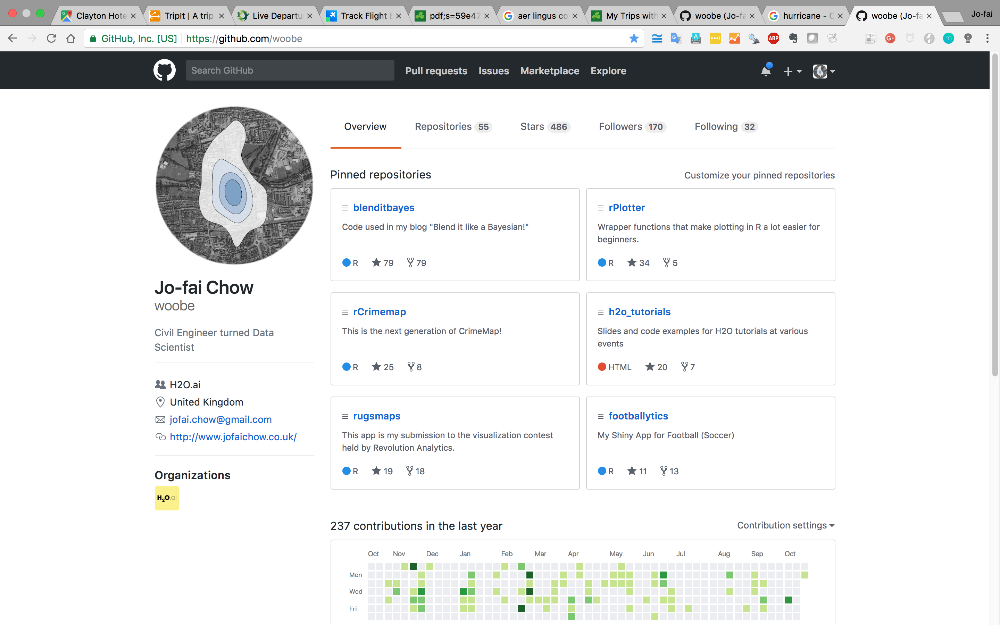 Clayton Hote
TripIt | A trip
Live Departu
Track Flight E
pdf;s=59e47
aer lingus co
My Trips with
woobe (Jo-fa
hurricane - G
woobe (Jo-fa
Jo-fai
GitHub, Inc. [US]
https://github.com/woobe
ABP
G+
m
Search GitHub
Pull requests
Issues
Marketplace
Explore
Overview
Repositories 55
Stars 486
Followers 170
Following 32
Jo-fai Chow
woobe
Civil Engineer turned Data
Scientist
H2O.ai
United Kingdom
jofai.chow@gmail.com
http://www.jofaichow.co.uk/
Organizations
H2O.ai
Pinned repositories
Customize your pinned repositories
blenditbayes
Code used in my blog "Blend it like a Bayesian!"
R 79 79
rPlotter
Wrapper functions that make plotting in R a lot easier for
beginners.
R 34 5
rCrimemap
This is the next generation of CrimeMap!
R 25 8
h2o_tutorials
Slides and code examples for H2O tutorials at various
events
HTML 20 7
rugsmaps
This app is my submission to the visualization contest
held by Revolution Analytics.
R 19 18
footballytics
My Shiny App for Football (Soccer)
R 11 13
237 contributions in the last year
Contribution settings
Oct Nov Dec Jan Feb Mar Apr May Jun Jul Aug Sep Oct
Mon
Wed
Fri